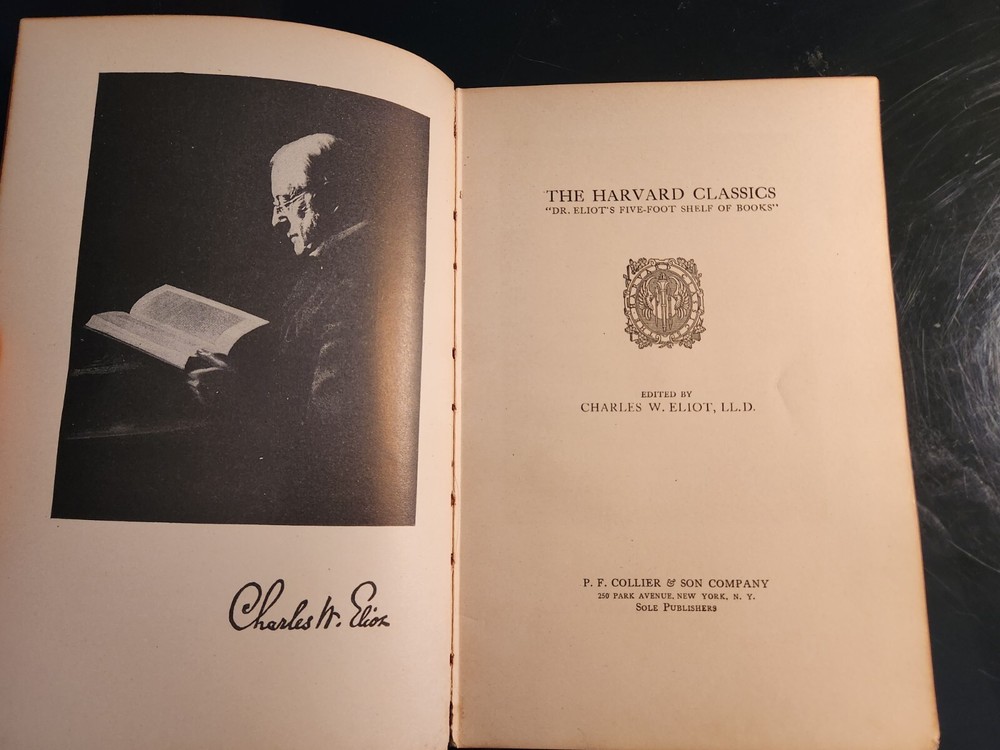 Charles W. Eliot
THE HARVARD CLASSICS
"DR. ELIOT'S FIVE-FOOT SHELF OF BOOKS"
EDITED BY
CHARLES W. ELIOT, LL.D.
P. F. COLLIER & SON COMPANY
250 PARK AVENUE, NEW YORK, N. Y.
SOLE PUBLISHERS